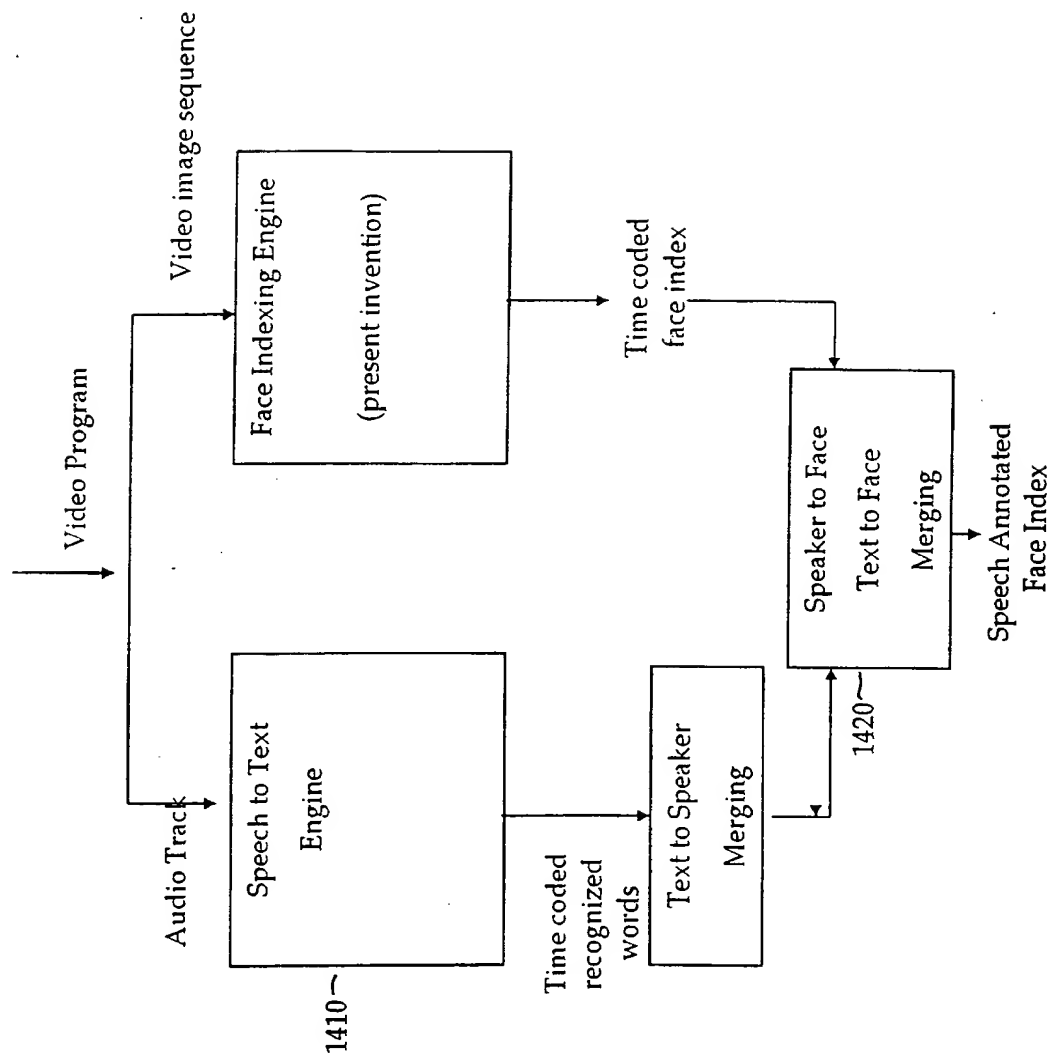 Video Program
Audio Track
Video image sequence
1410
Speech to Text
Engine
Face Indexing Engine
(present invention)
Time coded
recognized
words
Time coded
face index
Text to Speaker
Merging
1420
Speaker to Face
Text to Face
Merging
Speech Annotated
Face Index